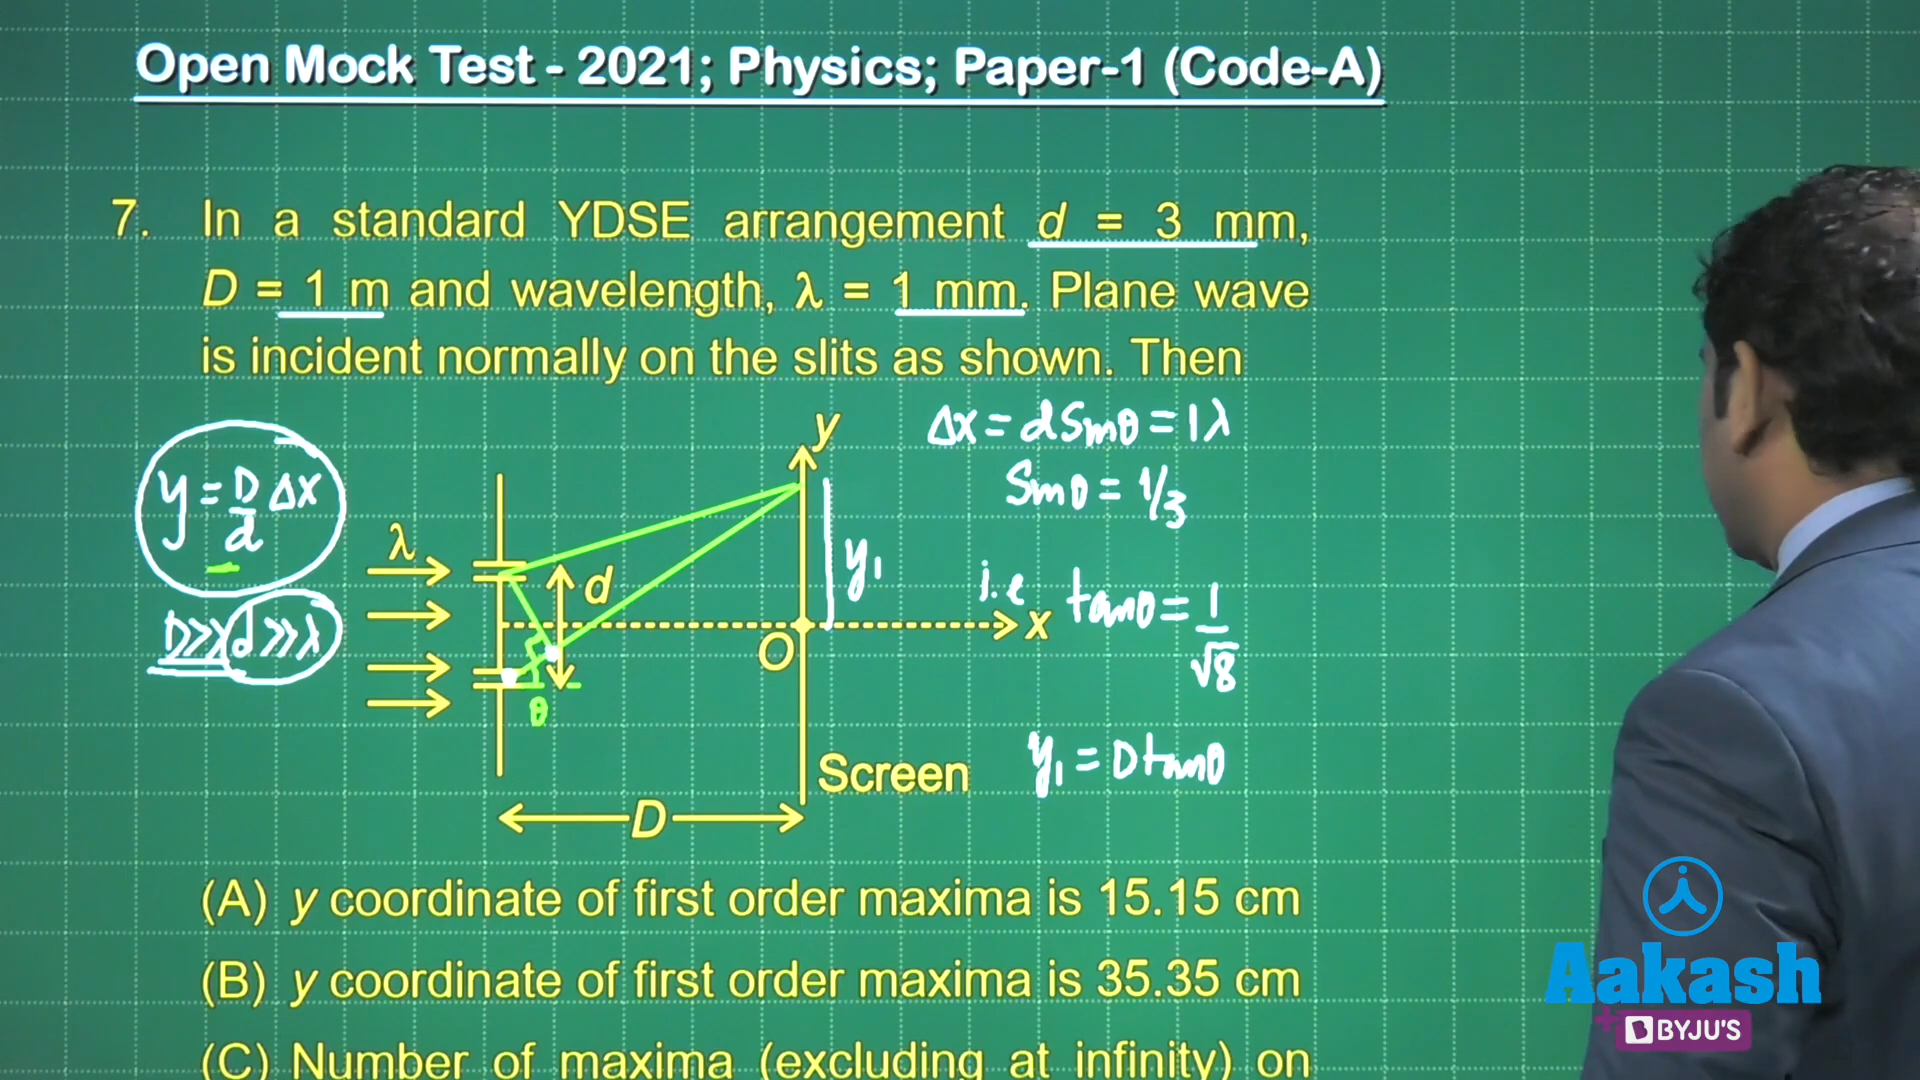 Open Mock Test - 2021; Physics; Paper-1 (Code-A)
7. In a standard YDSE arrangement d = 3 mm,
D = 1 m and wavelength, λ = 1 mm. Plane wave
is incident normally on the slits as shown. Then
y = D/d Δx
D>>d>>λ
λ
d
θ
y
y₁
O
x
D
Screen
Δx = d Sinθ = 1λ
Sinθ = 1/3
i.e tanθ = 1/√8
y₁ = D tanθ
(A) y coordinate of first order maxima is 15.15 cm
(B) y coordinate of first order maxima is 35.35 cm
(C) Number of maxima (excluding at infinity) on
Aakash
+ BYJU'S